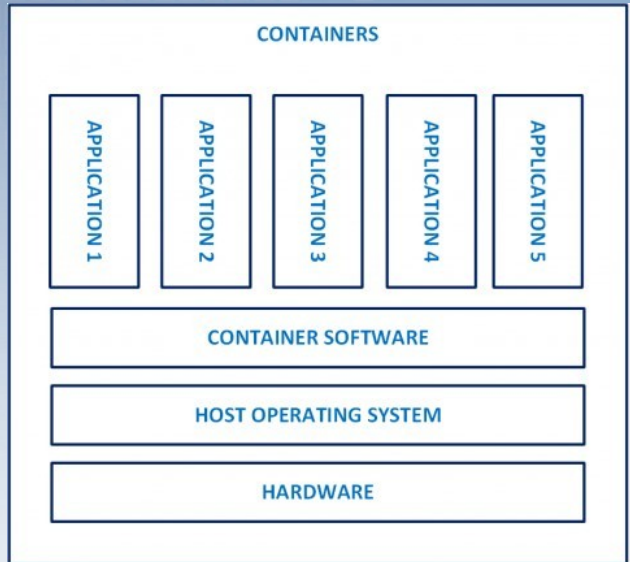 CONTAINERS
APPLICATION 1
APPLICATION 2
APPLICATION 3
APPLICATION 4
APPLICATION 5
CONTAINER SOFTWARE
HOST OPERATING SYSTEM
HARDWARE